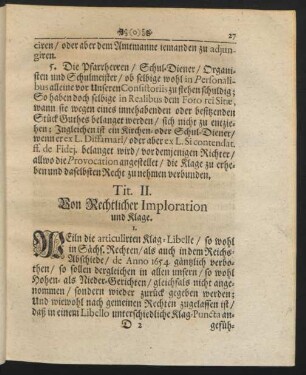 (o)
27
ciren / oder aber dem Amtmanne iemanden zu adjun-
giren.
5. Die Pfarrherren / Schul-Diener / Organi-
sten und Schulmeister / ob selbige wohl in Personali-
bus alleine vor Unseren Consistoriis zu stehen schuldig;
So haben doch selbige in Realibus dem Foro rei Sitæ,
wann sie wegen eines innehabenden oder besitzenden
Stück Guthes belanget werden / sich nicht zu entzie-
hen; Zugleichen ist ein Kirchen- oder Schul-Diener /
wenn er ex L. Diffamari / oder aber ex L. Si contendat.
ff. de Fidej. belanget wird / vor demjenigen Richter /
allwo die Provocation angestellet / die Klage zu erhe-
ben und daselbsten Recht zu nehmen verbunden.
Tit. II.
Von Rechtlicher Imploration
und Klage.
1.
WEiln die articulirten Klag-Libelle / so wohl
in Sächs. Rechten / als auch in dem Reichs-
Abschiede / de Anno 1654. gäntzlich verbo-
then / so sollen dergleichen in allen unsern / so wohl
Hohen- als Nieder-Gerichten / gleichfals nicht ange-
nommen / sondern wieder zurück gegeben werden;
Und wiewohl nach gemeinen Rechten zugelassen ist /
daß in einem Libello unterschiedliche Klag-Puncta an-
D 2
gefüh-